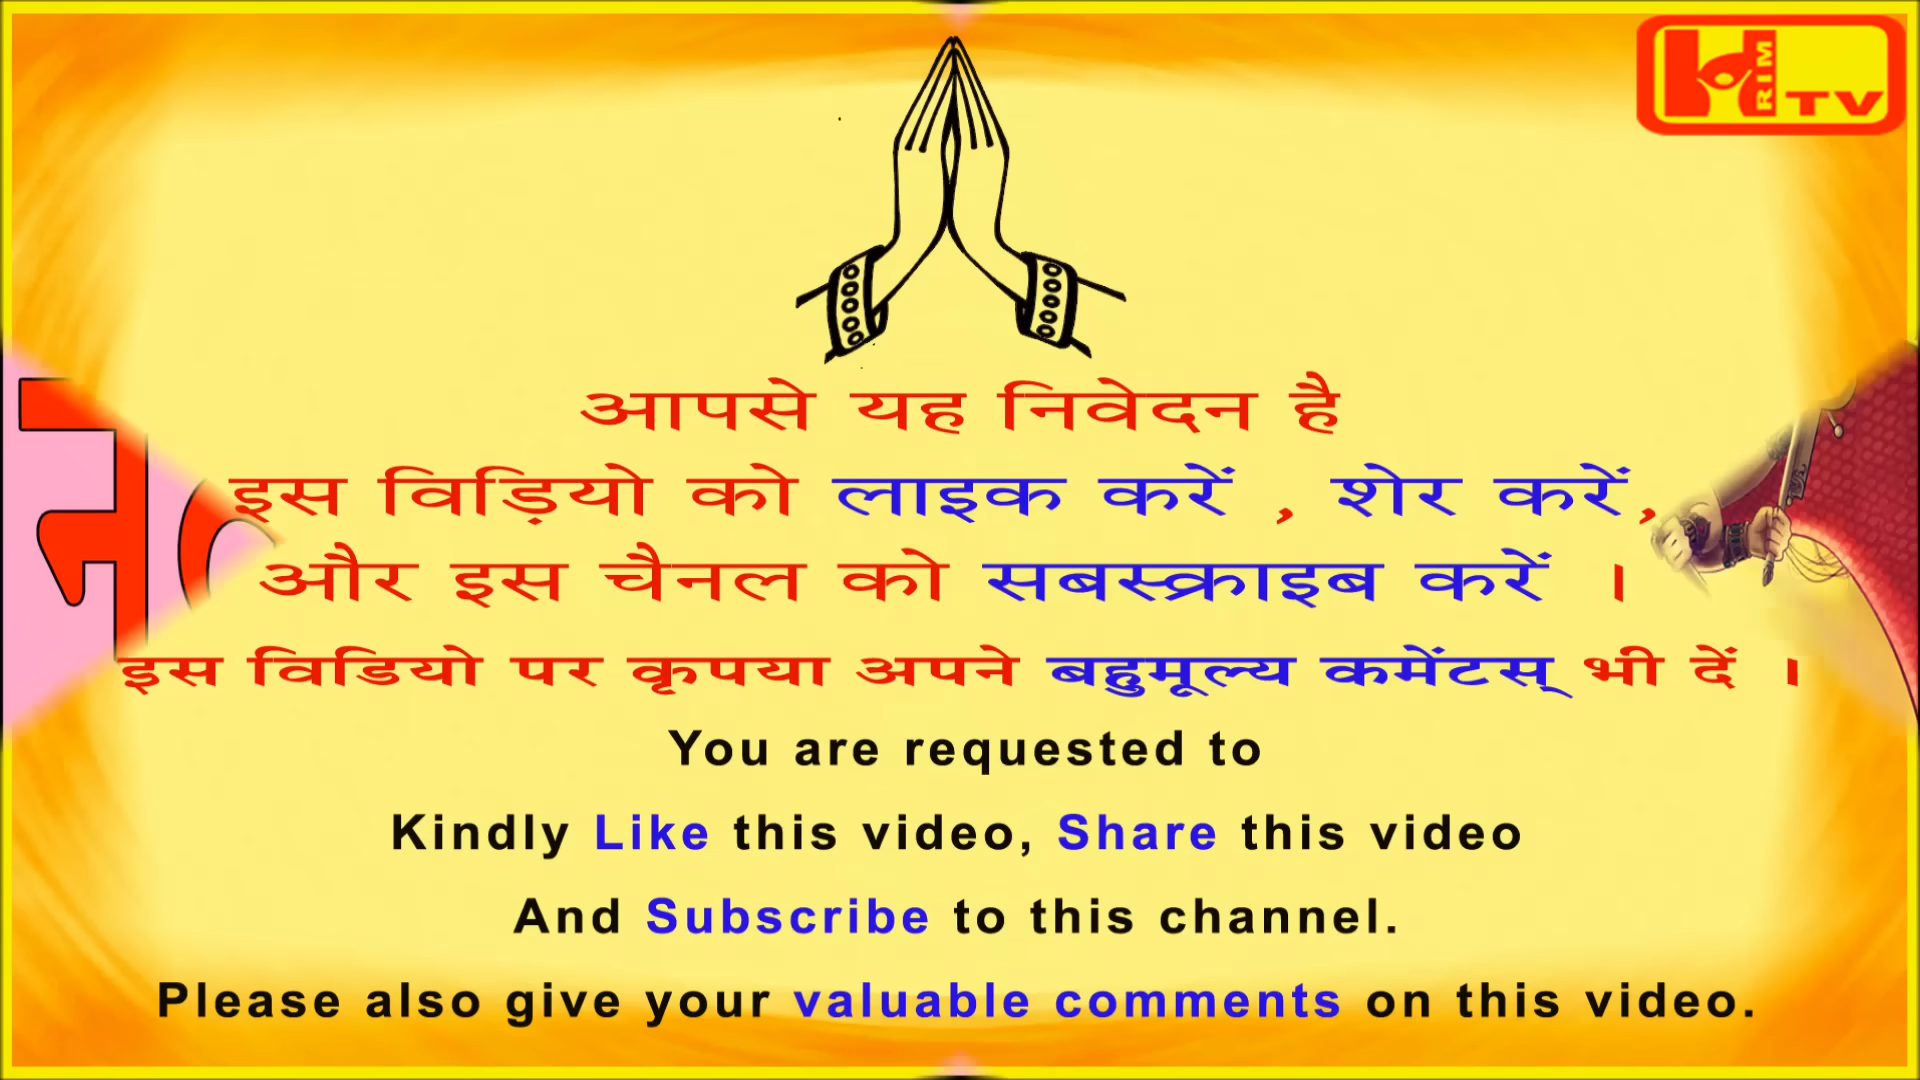 HRIM TV
आपसे यह निवेदन है
इस विड़ियो को लाइक करें , शेर करें,
और इस चैनल को सबस्क्राइब करें ।
इस विडियो पर कृपया अपने बहुमूल्य कमेंटस् भी दें ।
You are requested to
Kindly Like this video, Share this video
And Subscribe to this channel.
Please also give your valuable comments on this video.